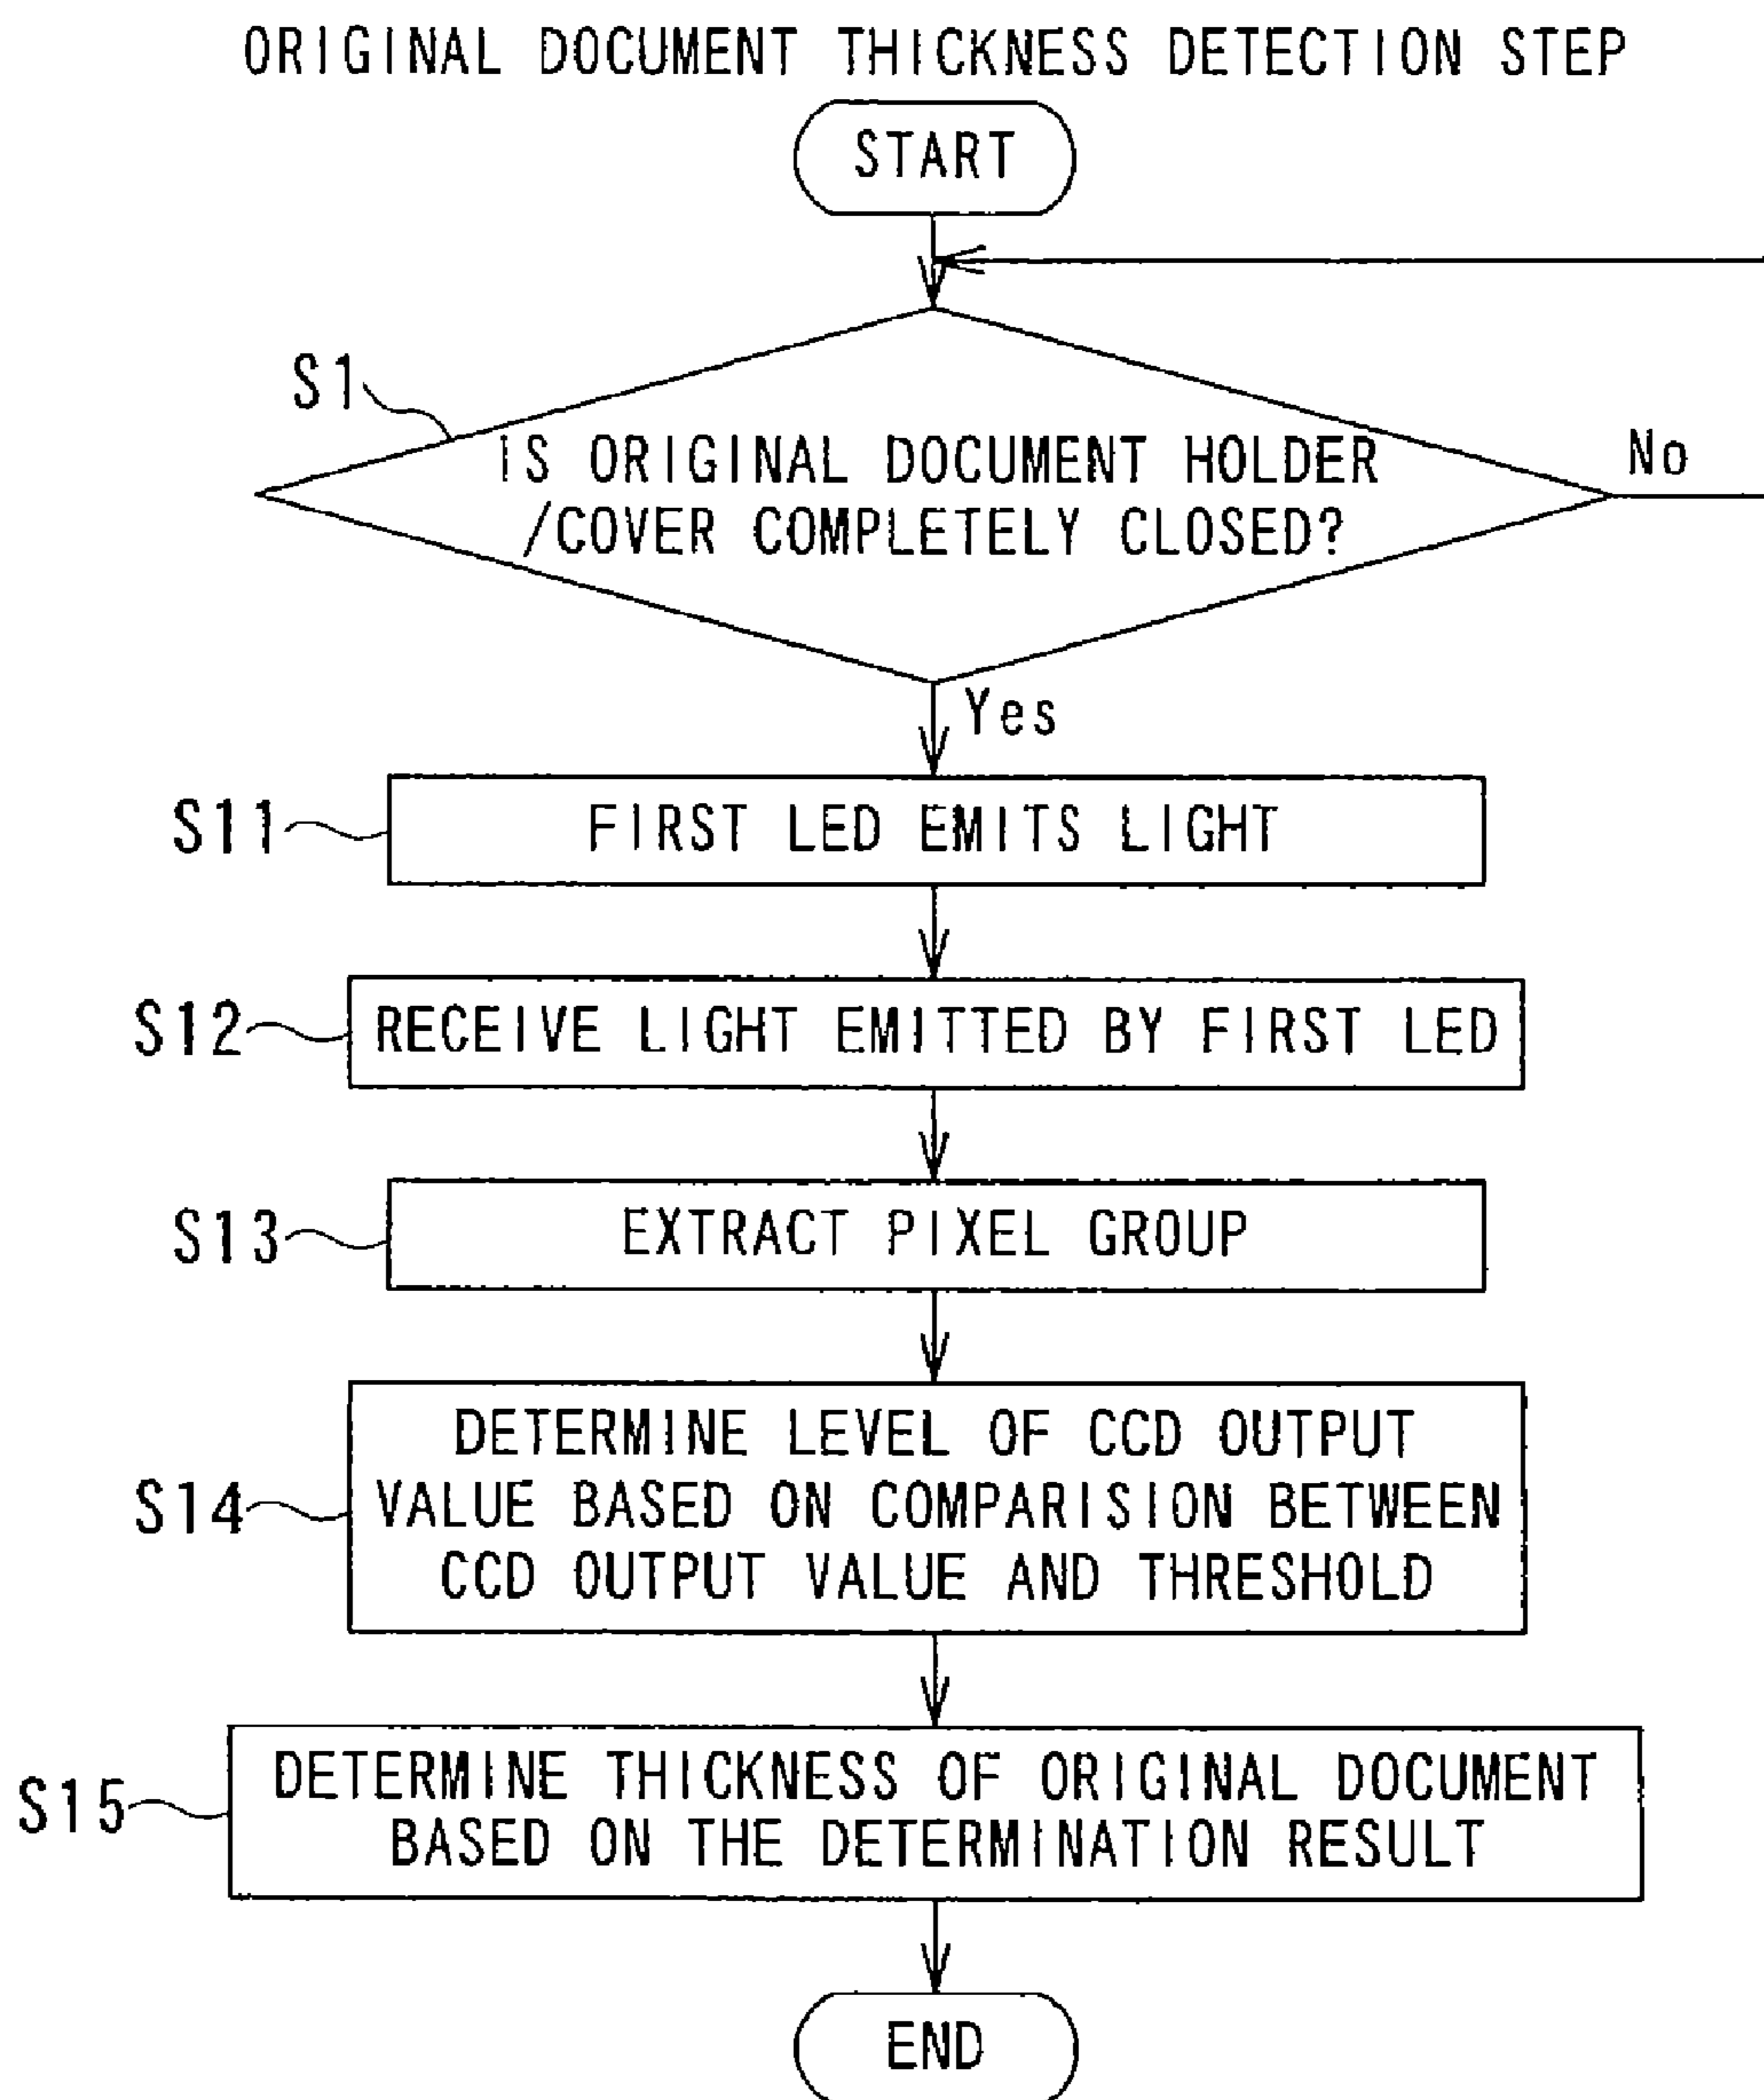 ORIGINAL DOCUMENT THICKNESS DETECTION STEP
START
S1
IS ORIGINAL DOCUMENT HOLDER
/COVER COMPLETELY CLOSED?
No
Yes
S11
FIRST LED EMITS LIGHT
S12
RECEIVE LIGHT EMITTED BY FIRST LED
S13
EXTRACT PIXEL GROUP
S14
DETERMINE LEVEL OF CCD OUTPUT
VALUE BASED ON COMPARISION BETWEEN
CCD OUTPUT VALUE AND THRESHOLD
S15
DETERMINE THICKNESS OF ORIGINAL DOCUMENT
BASED ON THE DETERMINATION RESULT
END